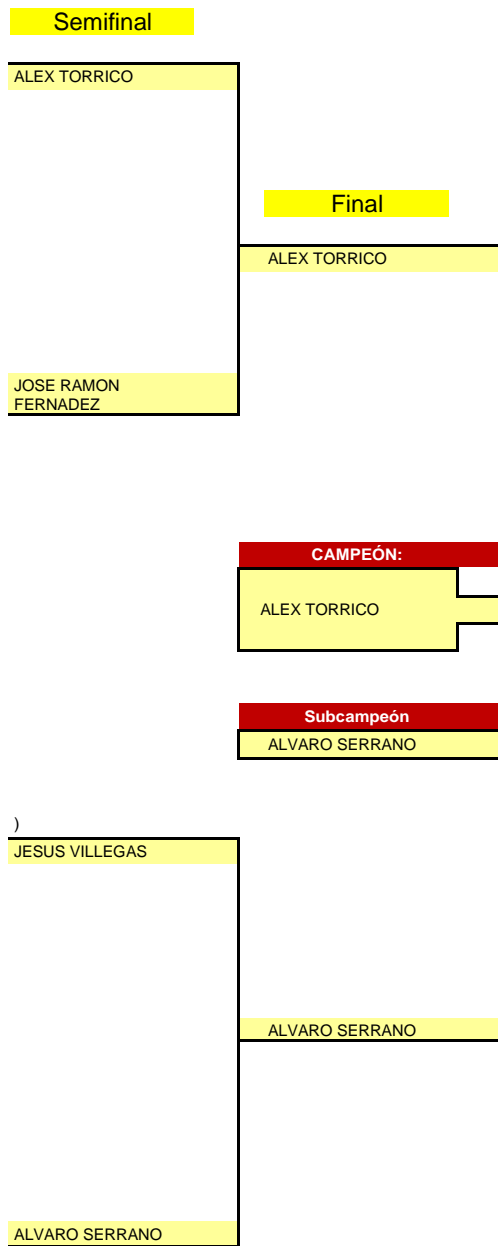 Semifinal
ALEX TORRICO
Final
ALEX TORRICO
JOSE RAMON
FERNADEZ
CAMPEÓN:
ALEX TORRICO
Subcampeón
ALVARO SERRANO
)
JESUS VILLEGAS
ALVARO SERRANO
ALVARO SERRANO